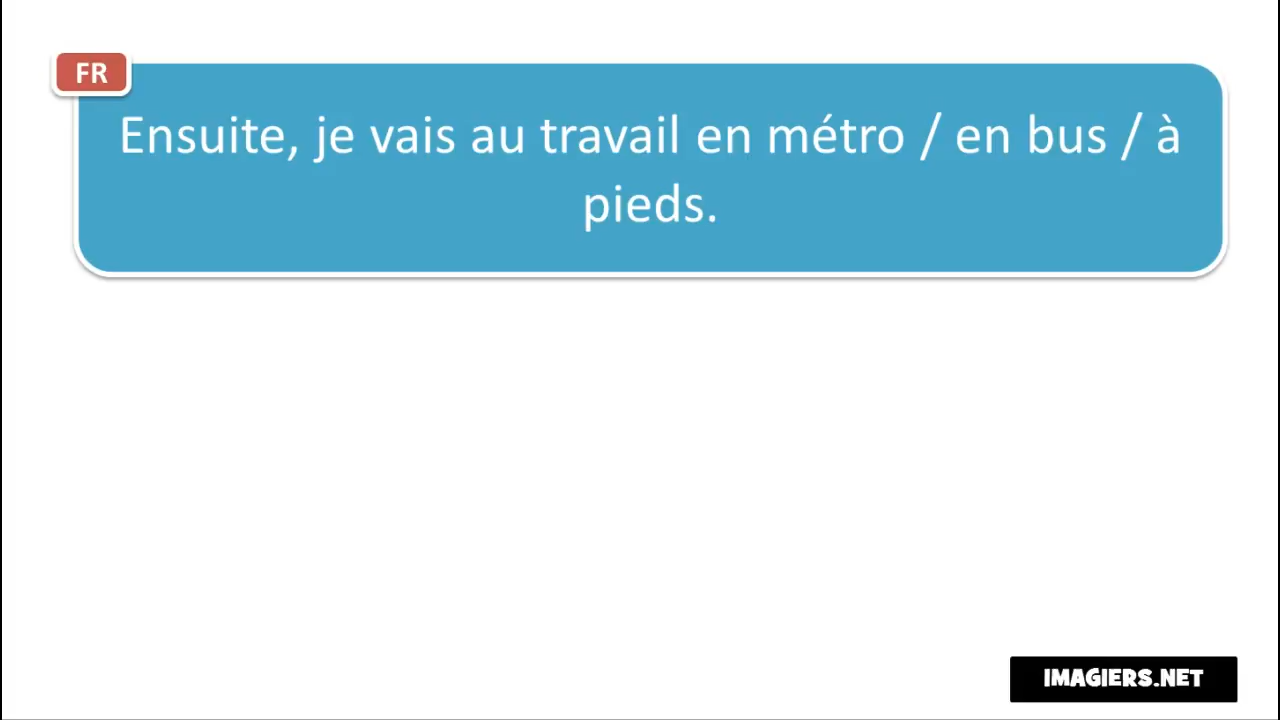 FR
Ensuite, je vais au travail en métro / en bus / à
pieds.
IMAGIERS.NET